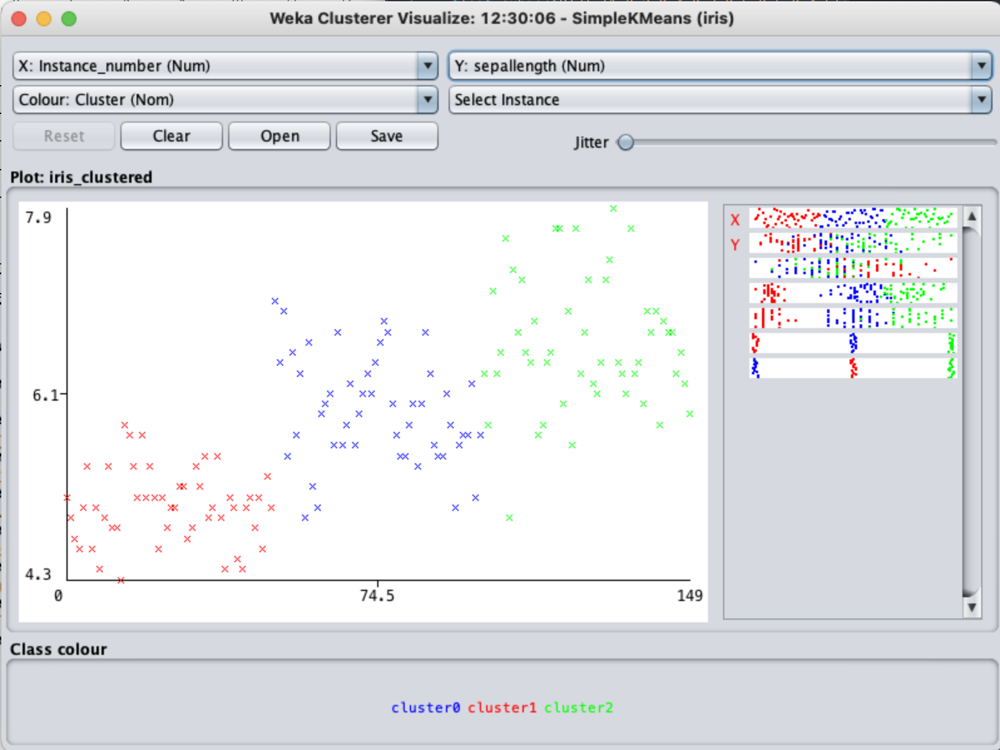 Weka Clusterer Visualize: 12:30:06 - SimpleKMeans (iris)
X: Instance_number (Num)
Y: sepallength (Num)
Colour: Cluster (Nom)
Select Instance
Reset
Clear
Open
Save
Jitter
Plot: iris_clustered
7.9
6.1
4.3
0
74.5
149
X
Y
Class colour
cluster0 cluster1 cluster2